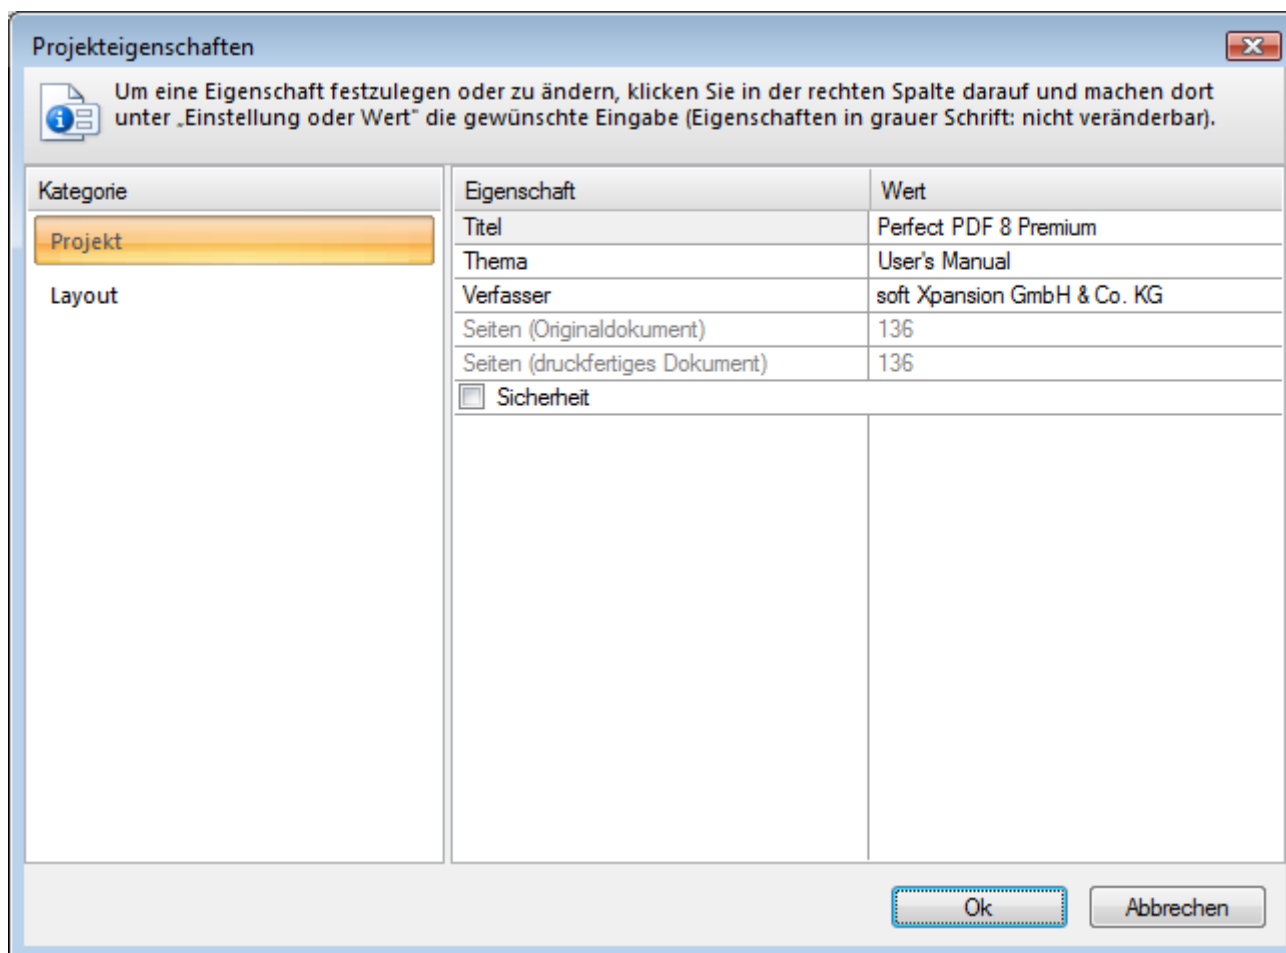 Projekteigenschaften
Um eine Eigenschaft festzulegen oder zu ändern, klicken Sie in der rechten Spalte darauf und machen dort
unter „Einstellung oder Wert“ die gewünschte Eingabe (Eigenschaften in grauer Schrift: nicht veränderbar).
Kategorie
Projekt
Layout
Eigenschaft Wert
Titel Perfect PDF 8 Premium
Thema User's Manual
Verfasser soft Xpansion GmbH & Co. KG
Seiten (Originaldokument) 136
Seiten (druckfertiges Dokument) 136
Sicherheit
Ok Abbrechen